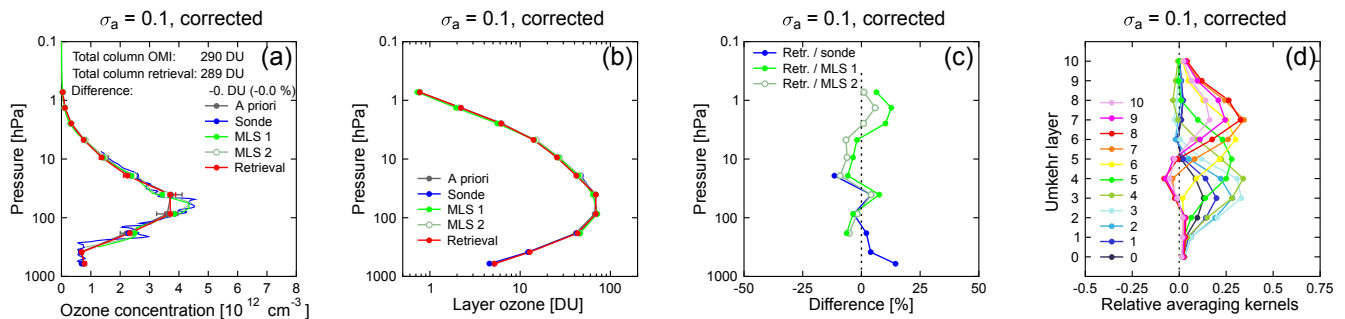 σa = 0.1, corrected
(a)
Total column OMI: 290 DU
Total column retrieval: 289 DU
Difference: -0. DU (-0.0 %)
A priori
Sonde
MLS 1
MLS 2
Retrieval
0.1
1
10
100
1000
Pressure [hPa]
0 1 2 3 4 5 6 7 8
Ozone concentration [10^12 cm^-3]
σa = 0.1, corrected
(b)
A priori
Sonde
MLS 1
MLS 2
Retrieval
0.1
1
10
100
1000
Pressure [hPa]
1 10 100
Layer ozone [DU]
σa = 0.1, corrected
(c)
Retr. / sonde
Retr. / MLS 1
Retr. / MLS 2
0.1
1
10
100
1000
Pressure [hPa]
-50 -25 0 25 50
Difference [%]
σa = 0.1, corrected
(d)
10
9
8
7
6
5
4
3
2
1
0
10
9
8
7
6
5
4
3
2
1
0
Umkehr layer
-0.50 -0.25 0.00 0.25 0.50 0.75
Relative averaging kernels